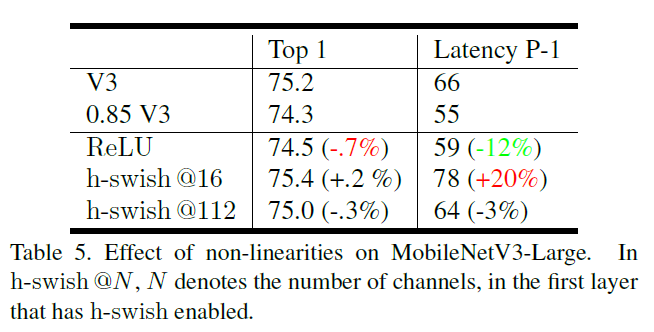 Top 1 Latency P-1
V3 75.2 66
0.85 V3 74.3 55
ReLU 74.5 (-.7%) 59 (-12%)
h-swish @16 75.4 (+.2 %) 78 (+20%)
h-swish @112 75.0 (-.3%) 64 (-3%)
Table 5. Effect of non-linearities on MobileNetV3-Large. In
h-swish @N, N denotes the number of channels, in the first layer
that has h-swish enabled.